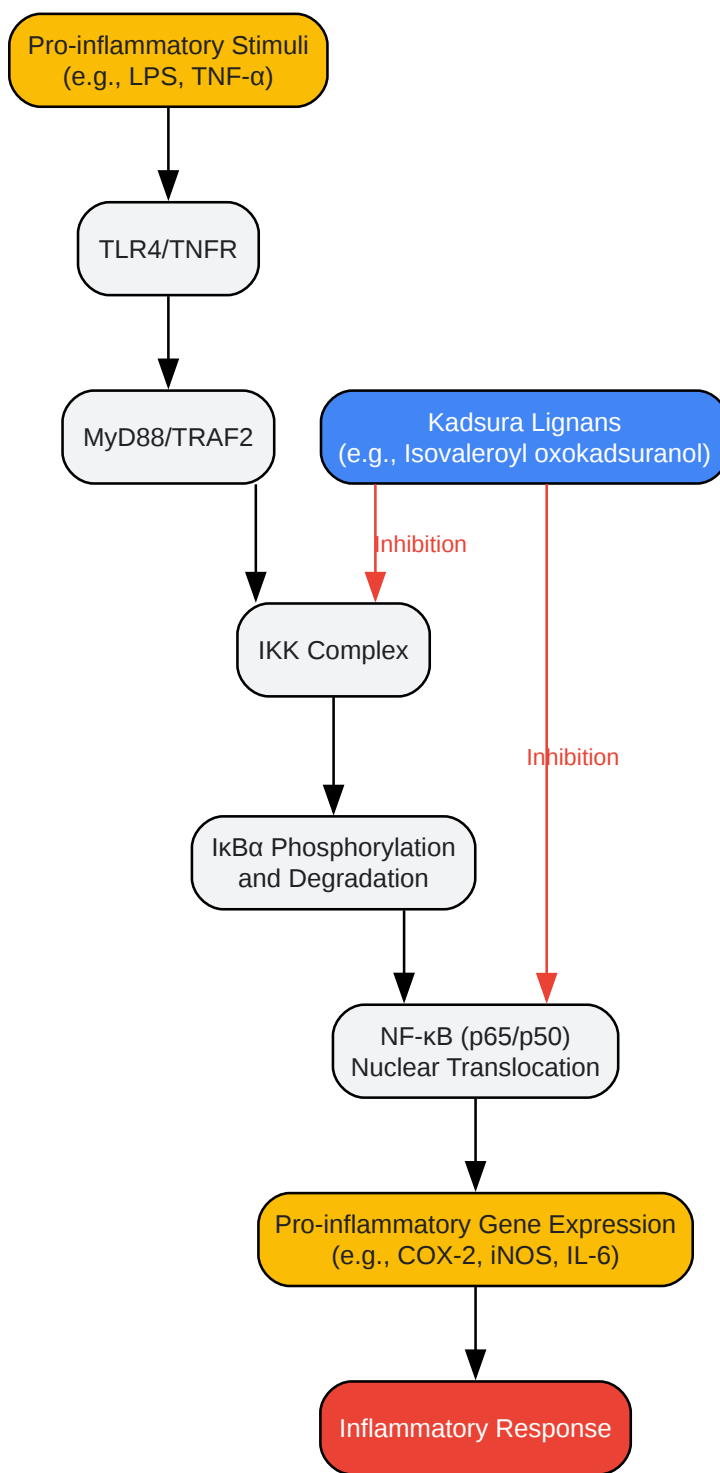 Pro-inflammatory Stimuli
(e.g., LPS, TNF-α)
TLR4/TNFR
MyD88/TRAF2
Kadsura Lignans
(e.g., Isovaleroyl oxokadsuranol)
Inhibition
IKK Complex
Inhibition
IκBα Phosphorylation
and Degradation
NF-κB (p65/p50)
Nuclear Translocation
Pro-inflammatory Gene Expression
(e.g., COX-2, iNOS, IL-6)
Inflammatory Response